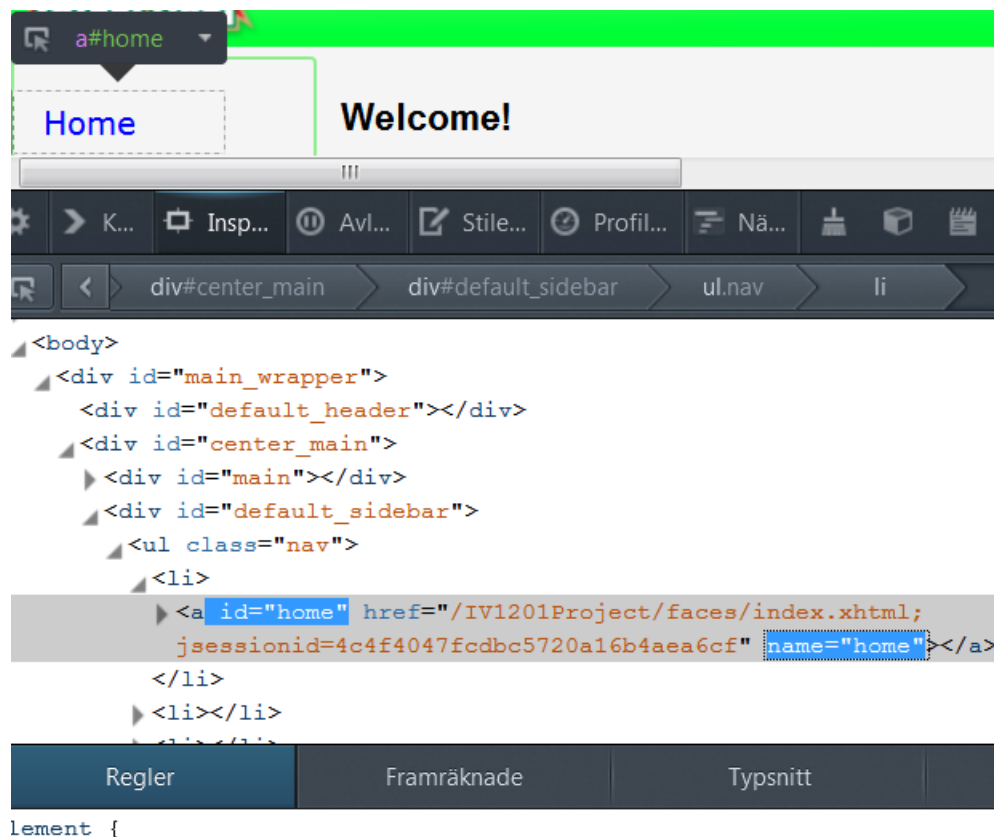 a#home
Home
Welcome!
K... Insp... Avl... Stile... Profil... Nä...
div#center_main div#default_sidebar ul.nav li
<body>
<div id="main_wrapper">
<div id="default_header"></div>
<div id="center_main">
<div id="main"></div>
<div id="default_sidebar">
<ul class="nav">
<li>
<a id="home" href="/IV1201Project/faces/index.xhtml;
jsessionid=4c4f4047fcdbc5720a16b4aea6cf" name="home"></a>
</li>
<li></li>
Regler Framräknade Typsnitt
lement {